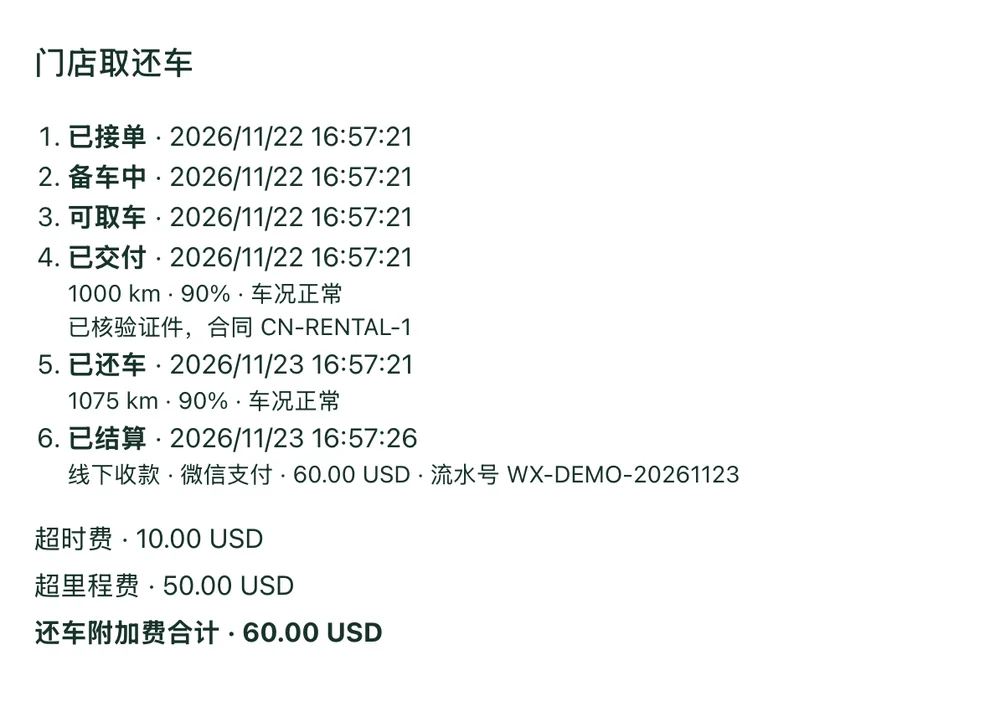 门店取还车
1. 已接单 · 2026/11/22 16:57:21
2. 备车中 · 2026/11/22 16:57:21
3. 可取车 · 2026/11/22 16:57:21
4. 已交付 · 2026/11/22 16:57:21
1000 km · 90% · 车况正常
已核验证件，合同 CN-RENTAL-1
5. 已还车 · 2026/11/23 16:57:21
1075 km · 90% · 车况正常
6. 已结算 · 2026/11/23 16:57:26
线下收款 · 微信支付 · 60.00 USD · 流水号 WX-DEMO-20261123
超时费 · 10.00 USD
超里程费 · 50.00 USD
还车附加费合计 · 60.00 USD